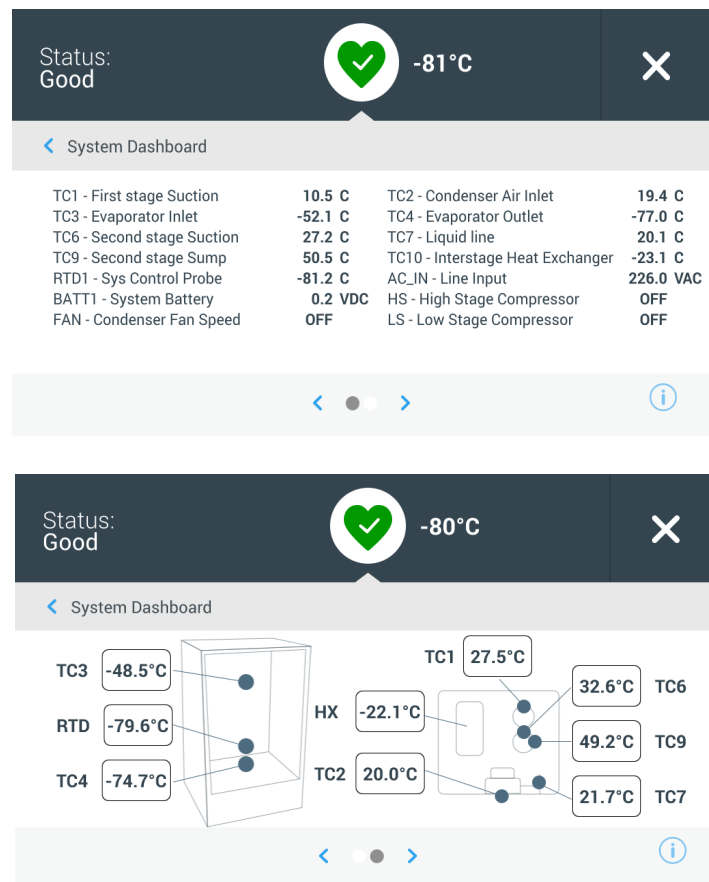 Status:
Good
-81°C
System Dashboard
TC1 - First stage Suction 10.5 C TC2 - Condenser Air Inlet 19.4 C
TC3 - Evaporator Inlet -52.1 C TC4 - Evaporator Outlet -77.0 C
TC6 - Second stage Suction 27.2 C TC7 - Liquid line 20.1 C
TC9 - Second stage Sump 50.5 C TC10 - Interstage Heat Exchanger -23.1 C
RTD1 - Sys Control Probe -81.2 C AC_IN - Line Input 226.0 VAC
BATT1 - System Battery 0.2 VDC HS - High Stage Compressor OFF
FAN - Condenser Fan Speed OFF LS - Low Stage Compressor OFF
i
Status:
Good
-80°C
System Dashboard
TC3 -48.5°C
RTD -79.6°C
TC4 -74.7°C
TC1 27.5°C
HX -22.1°C
TC2 20.0°C
32.6°C TC6
49.2°C TC9
21.7°C TC7
i